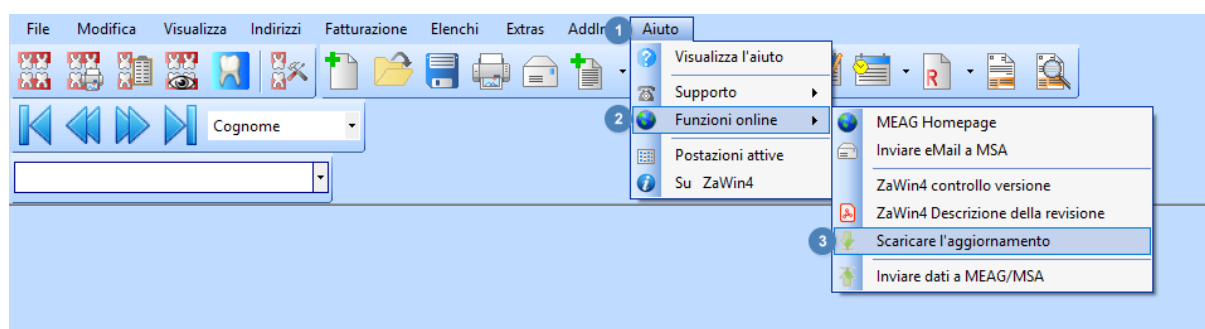 File Modifica Visualizza Indirizzi Fatturazione Elenchi Extras AddIn 1 Aiuto
Visualizza l'aiuto
Supporto
2 Funzioni online
Postazioni attive
Su ZaWin4
R
Cognome
MEAG Homepage
Inviare eMail a MSA
ZaWin4 controllo versione
ZaWin4 Descrizione della revisione
3 Scaricare l'aggiornamento
Inviare dati a MEAG/MSA